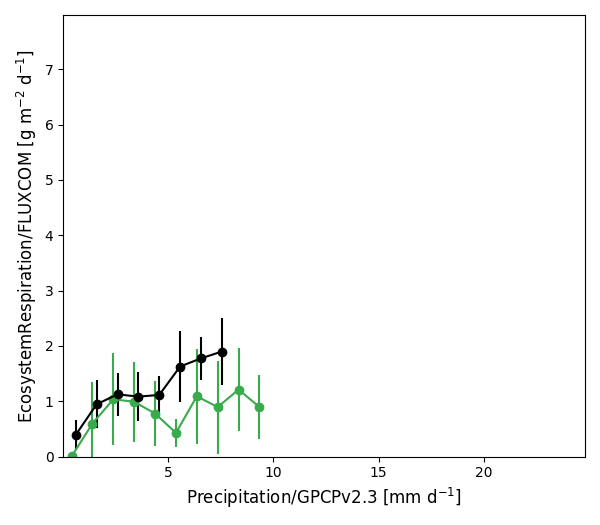 EcosystemRespiration/FLUXCOM [g m⁻² d⁻¹]
7
6
5
4
3
2
1
0
5 10 15 20
Precipitation/GPCPv2.3 [mm d⁻¹]